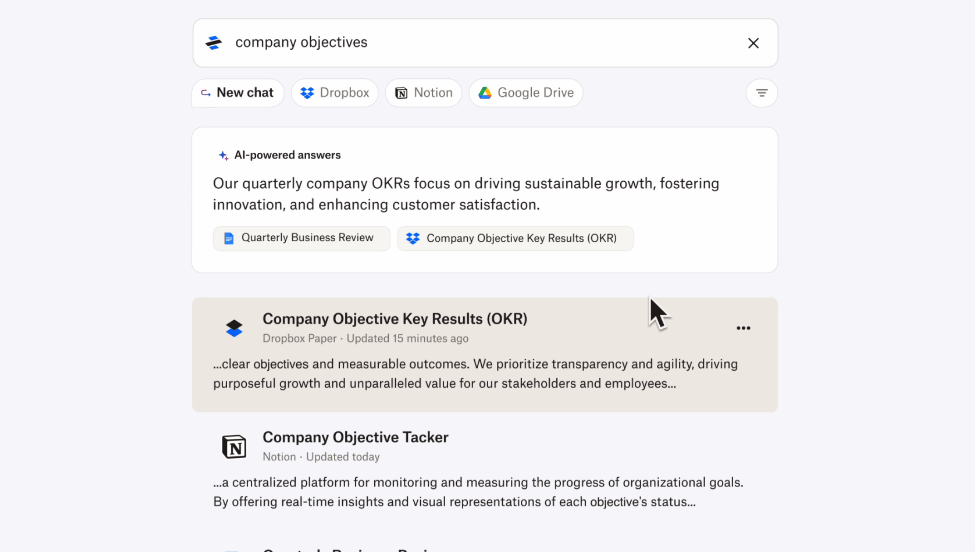 company objectives
New chat
Dropbox
Notion
Google Drive
AI-powered answers
Our quarterly company OKRs focus on driving sustainable growth, fostering
innovation, and enhancing customer satisfaction.
Quarterly Business Review
Company Objective Key Results (OKR)
Company Objective Key Results (OKR)
Dropbox Paper · Updated 15 minutes ago
...clear objectives and measurable outcomes. We prioritize transparency and agility, driving
purposeful growth and unparalleled value for our stakeholders and employees...
Company Objective Tacker
Notion · Updated today
...a centralized platform for monitoring and measuring the progress of organizational goals.
By offering real-time insights and visual representations of each objective's status...